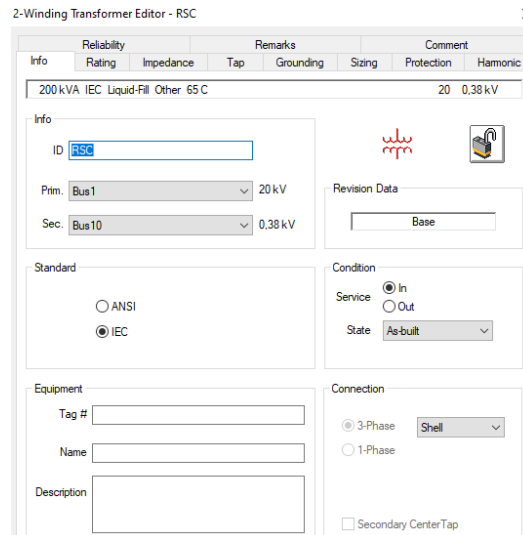 2-Winding Transformer Editor - RSC
Reliability Remarks Comment
Info Rating Impedance Tap Grounding Sizing Protection Harmonic
200 kVA IEC Liquid-Fill Other 65 C 20 0,38 kV
Info
ID RSC
Prim. Bus1 20 kV
Revision Data
Sec. Bus10 0,38 kV
Base
Standard
Condition
ANSI
IEC
Service In
Out
State As-built
Equipment
Connection
Tag #
3-Phase Shell
1-Phase
Name
Description
Secondary CenterTap